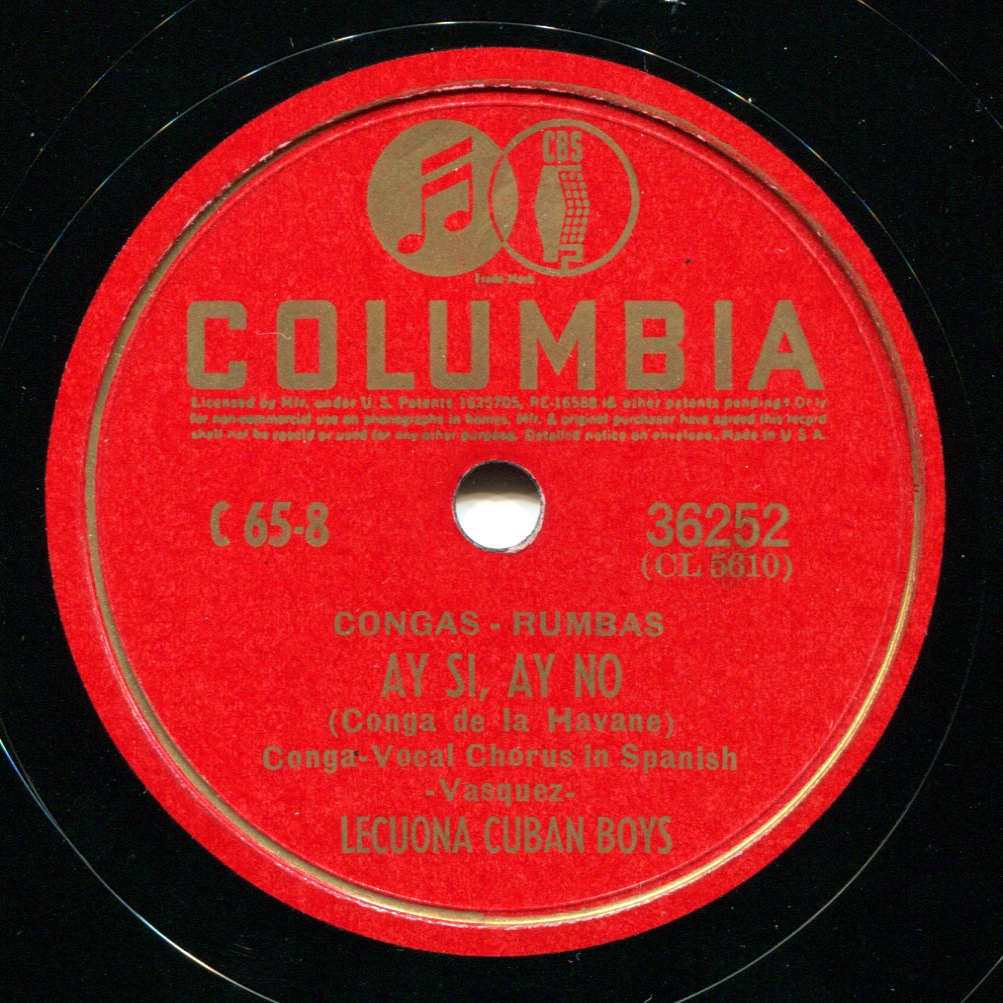 CBS
Trade Mark
COLUMBIA
Licensed by Mfr. under U.S. Patents 1625705, RE-16588 (& other patents pending) Only
for non-commercial use on phonographs in homes. Mfr. & original purchaser have agreed this record
shall not be resold or used for any other purpose. Detailed notice on envelope. Made in U S A.
C 65-8
36252
(CL 5610)
CONGAS - RUMBAS
AY SI, AY NO
(Conga de la Havane)
Conga-Vocal Chorus in Spanish
-Vasquez-
LECUONA CUBAN BOYS